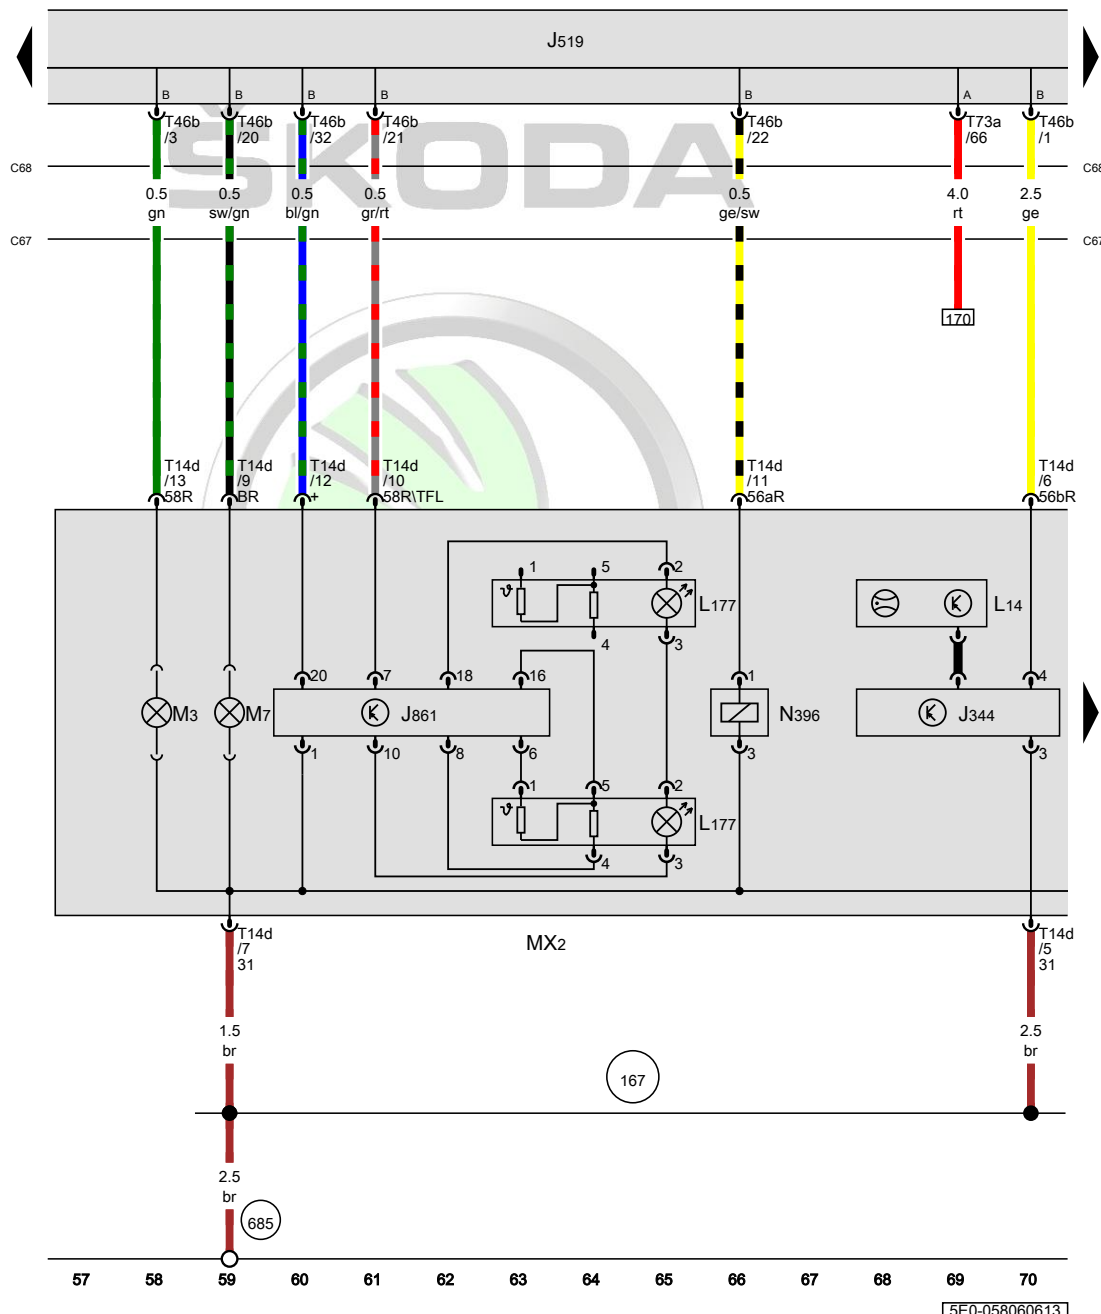 J519
B B B B B A B
T46b T46b T46b T46b T46b T73a T46b
/3 /20 /32 /21 /22 /66 /1
C68 C68
ŠKODA
0.5 0.5 0.5 0.5 0.5 4.0 2.5
gn sw/gn bl/gn gr/rt ge/sw rt ge
C67 C67
170
T14d T14d T14d T14d T14d T14d
/13 /9 /12 /10 /11 /6
58R BR + 58R\TFL 56aR 56bR
1 5 2
ϑ L177 L14
4 3
20 7 18 16 1 4
M3 M7 J861 N396 J344
1 10 8 6 3 3
1 5 2
ϑ L177
4 3
T14d T14d
/7 /5
31 31
MX2
1.5 2.5
br br
167
2.5
br
685
57 58 59 60 61 62 63 64 65 66 67 68 69 70
5E0-058060613